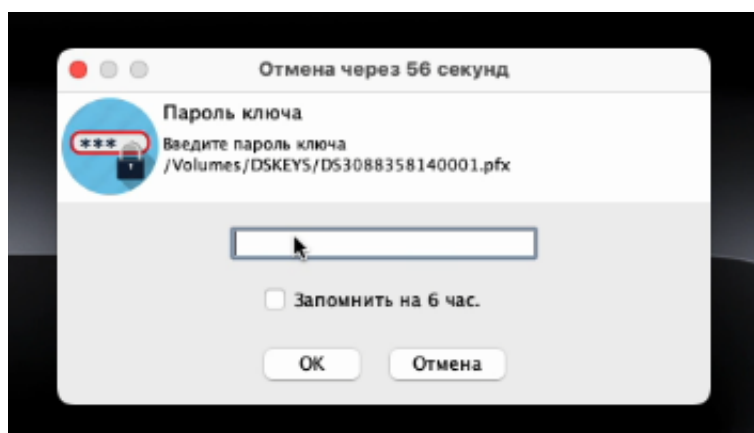 Отмена через 56 секунд
Пароль ключа
***
Введите пароль ключа
/Volumes/DSKEYS/DS3088358140001.pfx
Запомнить на 6 час.
OK
Отмена